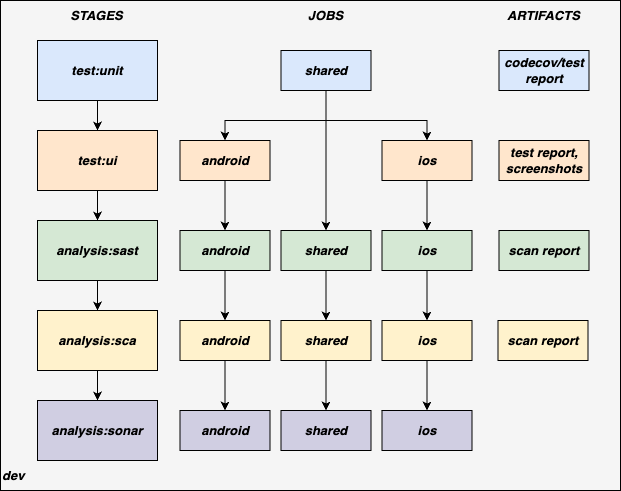 STAGES JOBS ARTIFACTS
test:unit shared codecov/test
report
test:ui android ios test report,
screenshots
analysis:sast android shared ios scan report
analysis:sca android shared ios scan report
analysis:sonar android shared ios
dev